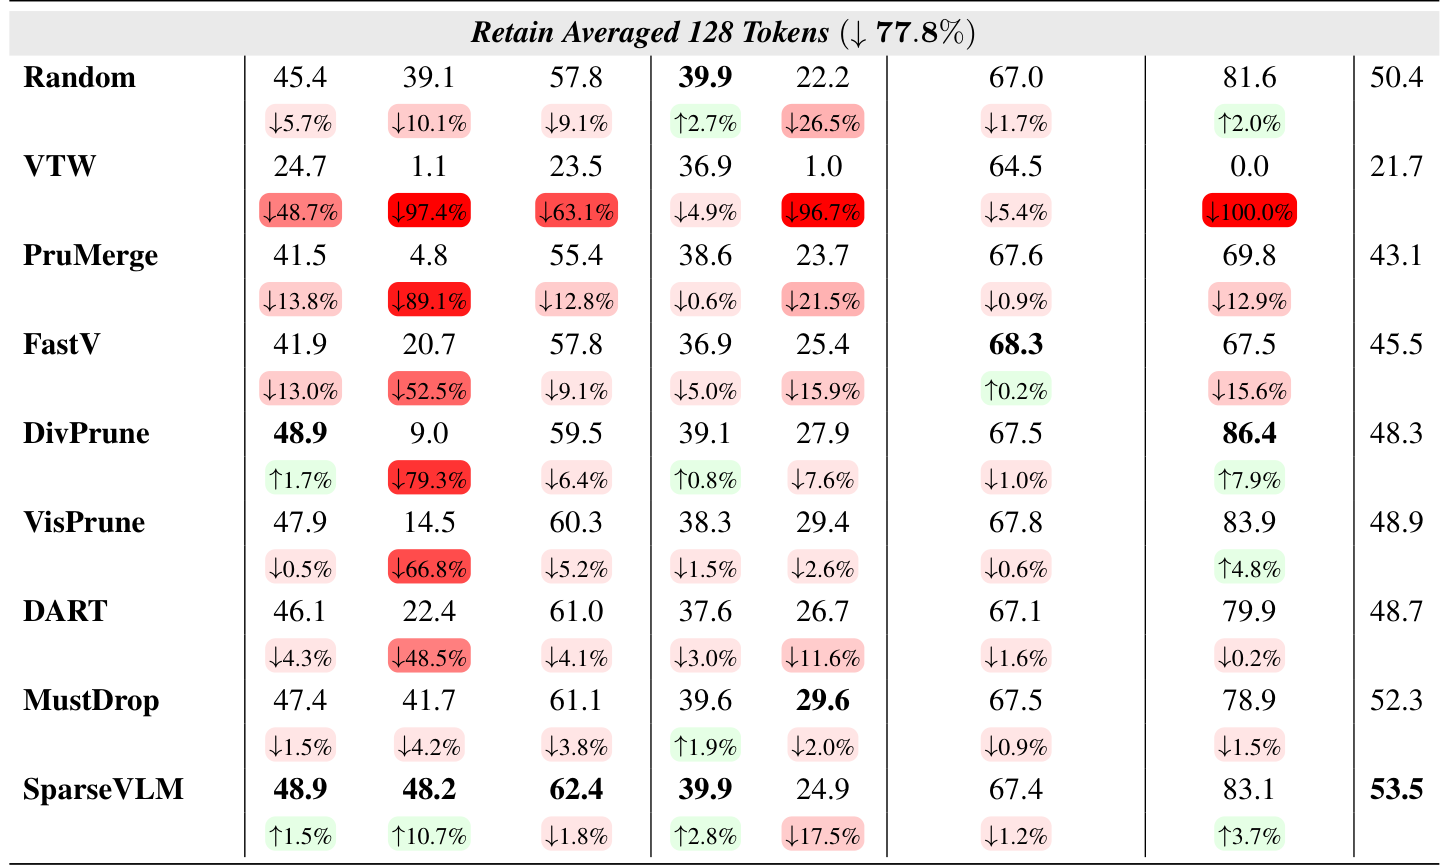 Retain Averaged 128 Tokens (↓ 77.8%)
Random 45.4 39.1 57.8 39.9 22.2 67.0 81.6 50.4
↓5.7% ↓10.1% ↓9.1% ↑2.7% ↓26.5% ↓1.7% ↑2.0%
VTW 24.7 1.1 23.5 36.9 1.0 64.5 0.0 21.7
↓48.7% ↓97.4% ↓63.1% ↓4.9% ↓96.7% ↓5.4% ↓100.0%
PruMerge 41.5 4.8 55.4 38.6 23.7 67.6 69.8 43.1
↓13.8% ↓89.1% ↓12.8% ↓0.6% ↓21.5% ↓0.9% ↓12.9%
FastV 41.9 20.7 57.8 36.9 25.4 68.3 67.5 45.5
↓13.0% ↓52.5% ↓9.1% ↓5.0% ↓15.9% ↑0.2% ↓15.6%
DivPrune 48.9 9.0 59.5 39.1 27.9 67.5 86.4 48.3
↑1.7% ↓79.3% ↓6.4% ↑0.8% ↓7.6% ↓1.0% ↑7.9%
VisPrune 47.9 14.5 60.3 38.3 29.4 67.8 83.9 48.9
↓0.5% ↓66.8% ↓5.2% ↓1.5% ↓2.6% ↓0.6% ↑4.8%
DART 46.1 22.4 61.0 37.6 26.7 67.1 79.9 48.7
↓4.3% ↓48.5% ↓4.1% ↓3.0% ↓11.6% ↓1.6% ↓0.2%
MustDrop 47.4 41.7 61.1 39.6 29.6 67.5 78.9 52.3
↓1.5% ↓4.2% ↓3.8% ↑1.9% ↓2.0% ↓0.9% ↓1.5%
SparseVLM 48.9 48.2 62.4 39.9 24.9 67.4 83.1 53.5
↑1.5% ↑10.7% ↓1.8% ↑2.8% ↓17.5% ↓1.2% ↑3.7%